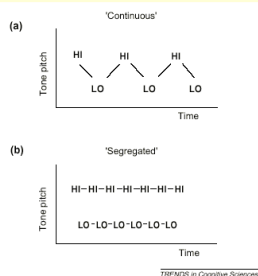 'Continuous'
(a)
HI HI HI
LO LO LO
Tone pitch
Time
(b)
'Segregated'
HI–HI–HI–HI–HI–HI–HI
LO–LO–LO–LO–LO–LO
Tone pitch
Time
TRENDS in Cognitive Sciences